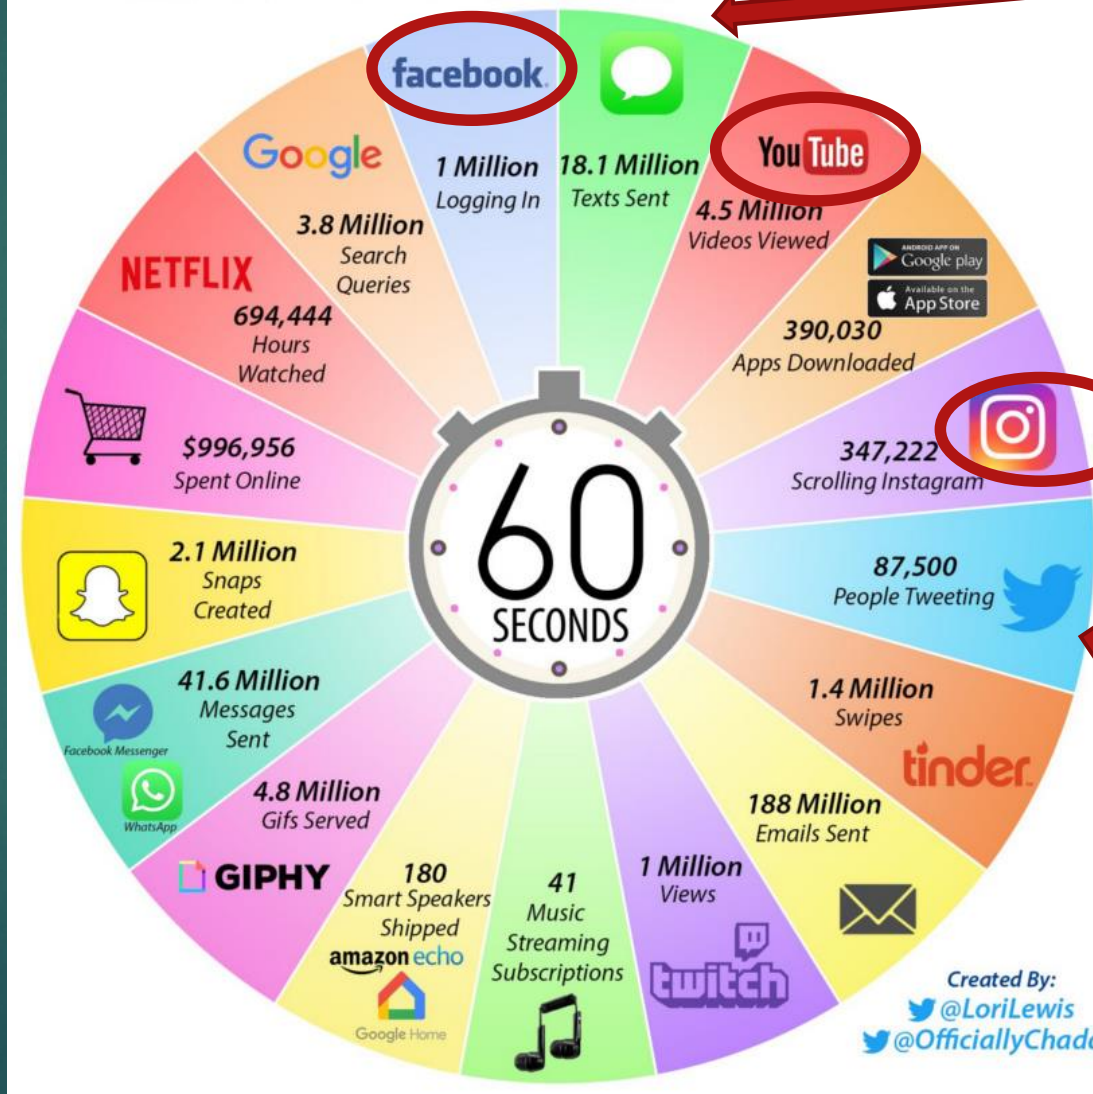 facebook
1 Million
Logging In
18.1 Million
Texts Sent
YouTube
4.5 Million
Videos Viewed
ANDROID APP ON
Google play
Available on the
App Store
390,030
Apps Downloaded
347,222
Scrolling Instagram
87,500
People Tweeting
1.4 Million
Swipes
tinder
188 Million
Emails Sent
1 Million
Views
twitch
41
Music
Streaming
Subscriptions
180
Smart Speakers
Shipped
amazon echo
Google Home
4.8 Million
Gifs Served
GIPHY
41.6 Million
Messages
Sent
Facebook Messenger
WhatsApp
2.1 Million
Snaps
Created
$996,956
Spent Online
NETFLIX
694,444
Hours
Watched
Google
3.8 Million
Search
Queries
60
SECONDS
Created By:
@LoriLewis